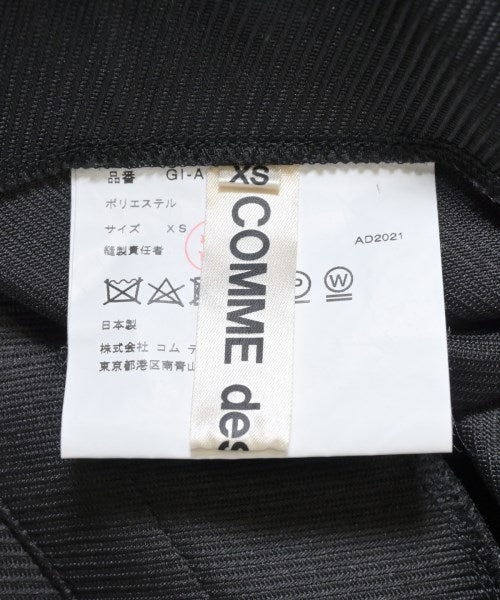 品番 GI-A
XS
ポリエステル
サイズ XS
縫製責任者
AD2021
COMME des
P W
日本製
株式会社 コム デ
東京都港区南青山